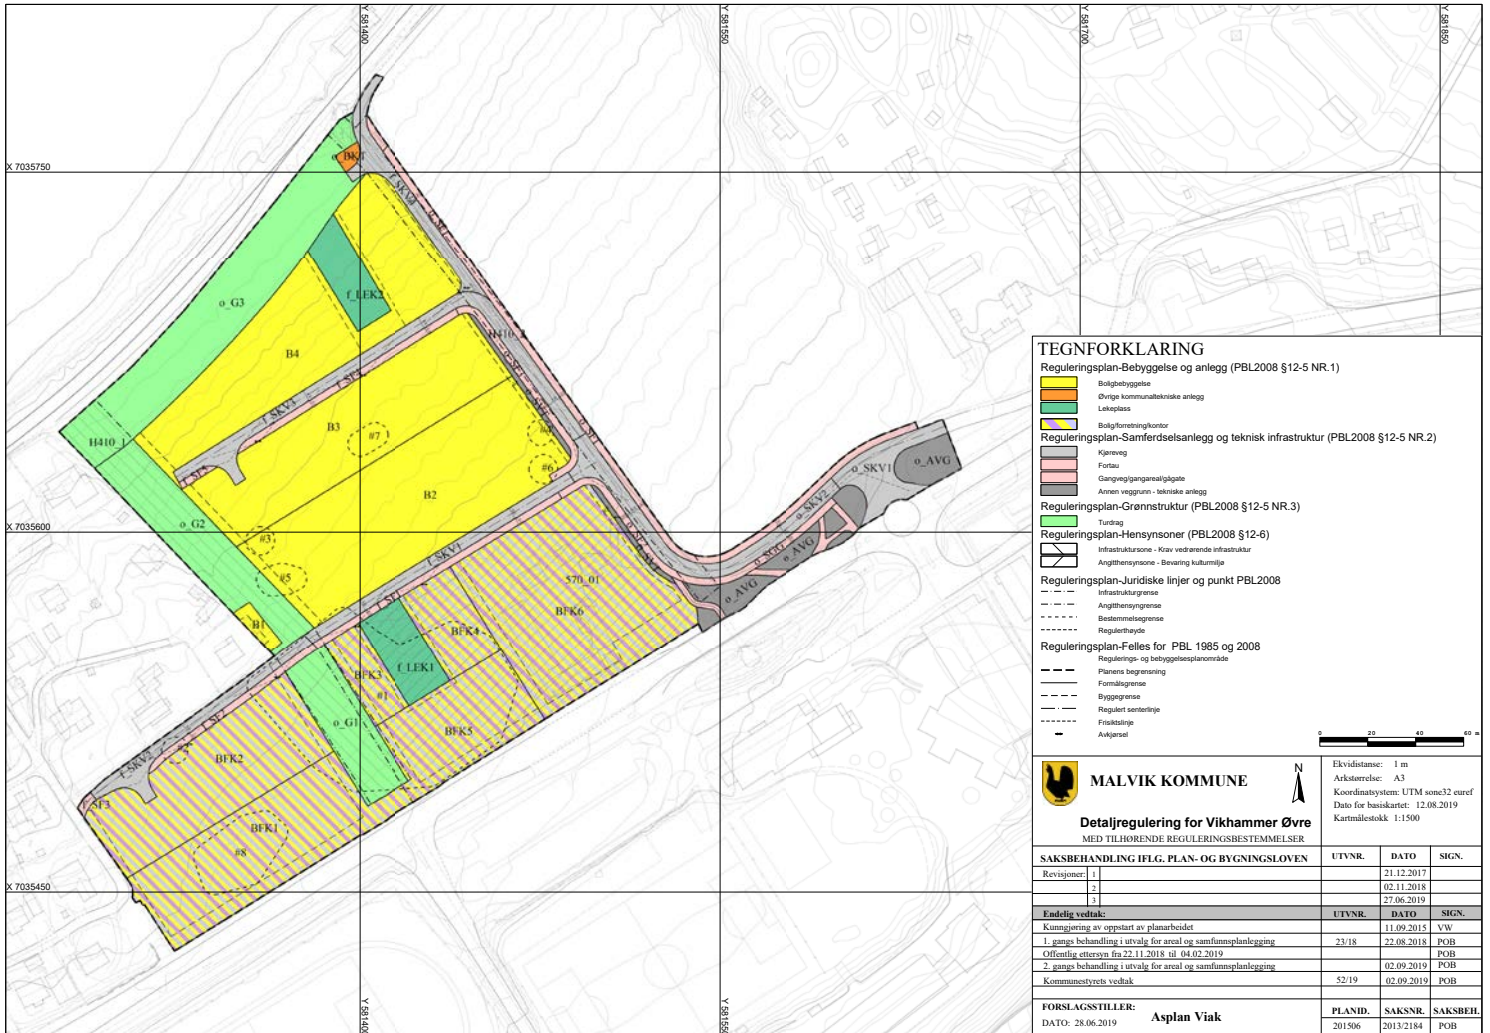 Y 581400
Y 581550
Y 581700
Y 581850
X 7035750
X 7035600
X 7035450
Y 581400
Y 581550
o_BKT
o_SF1
f_LEK2
o_G3
H410_
B4
f_SKV3
B3
#7
#6
H410_1
f_SF5
B2
o_G2
#3
#5
f_SKV1
B1
570_01
BFK6
BFK4
f_LEK1
BFK3
#1
o_G1
BFK5
BFK2
f_SKV2
#2
f_SF3
BFK1
#8
o_SKV1
o_AVG
o_SKV2
o_SGG
o_AVG
o_AVG
TEGNFORKLARING
Reguleringsplan-Bebyggelse og anlegg (PBL2008 §12-5 NR.1)
Boligbebyggelse
Øvrige kommunaltekniske anlegg
Lekeplass
Bolig/forretning/kontor
Reguleringsplan-Samferdselsanlegg og teknisk infrastruktur (PBL2008 §12-5 NR.2)
Kjøreveg
Fortau
Gangveg/gangareal/gågate
Annen veggrunn - tekniske anlegg
Reguleringsplan-Grønnstruktur (PBL2008 §12-5 NR.3)
Turdrag
Reguleringsplan-Hensynsoner (PBL2008 §12-6)
Infrastruktursone - Krav vedrørende infrastruktur
Angitthensynsone - Bevaring kulturmiljø
Reguleringsplan-Juridiske linjer og punkt PBL2008
Infrastrukturgrense
Angitthensyngrense
Bestemmelsegrense
Regulerthøyde
Reguleringsplan-Felles for PBL 1985 og 2008
Regulerings- og bebyggelsesplanområde
Planens begrensning
Formålsgrense
Byggegrense
Regulert senterlinje
Frisiktslinje
Avkjørsel
0 20 40 60 m
MALVIK KOMMUNE
N
Detaljregulering for Vikhammer Øvre
MED TILHØRENDE REGULERINGSBESTEMMELSER
Ekvidistanse: 1 m
Arkstørrelse: A3
Koordinatsystem: UTM sone32 euref
Dato for basiskartet: 12.08.2019
Kartmålestokk 1:1500
SAKSBEHANDLING IFLG. PLAN- OG BYGNINGSLOVEN UTVNR. DATO SIGN.
Revisjoner: 1 21.12.2017
2 02.11.2018
3 27.06.2019
Endelig vedtak: UTVNR. DATO SIGN.
Kunngjøring av oppstart av planarbeidet 11.09.2015 VW
1. gangs behandling i utvalg for areal og samfunnsplanlegging 23/18 22.08.2018 POB
Offentlig ettersyn fra 22.11.2018 til 04.02.2019 POB
2. gangs behandling i utvalg for areal og samfunnsplanlegging 02.09.2019 POB
Kommunestyrets vedtak 52/19 02.09.2019 POB
FORSLAGSSTILLER: Asplan Viak PLANID. SAKSNR. SAKSBEH.
DATO: 28.06.2019 201506 2013/2184 POB